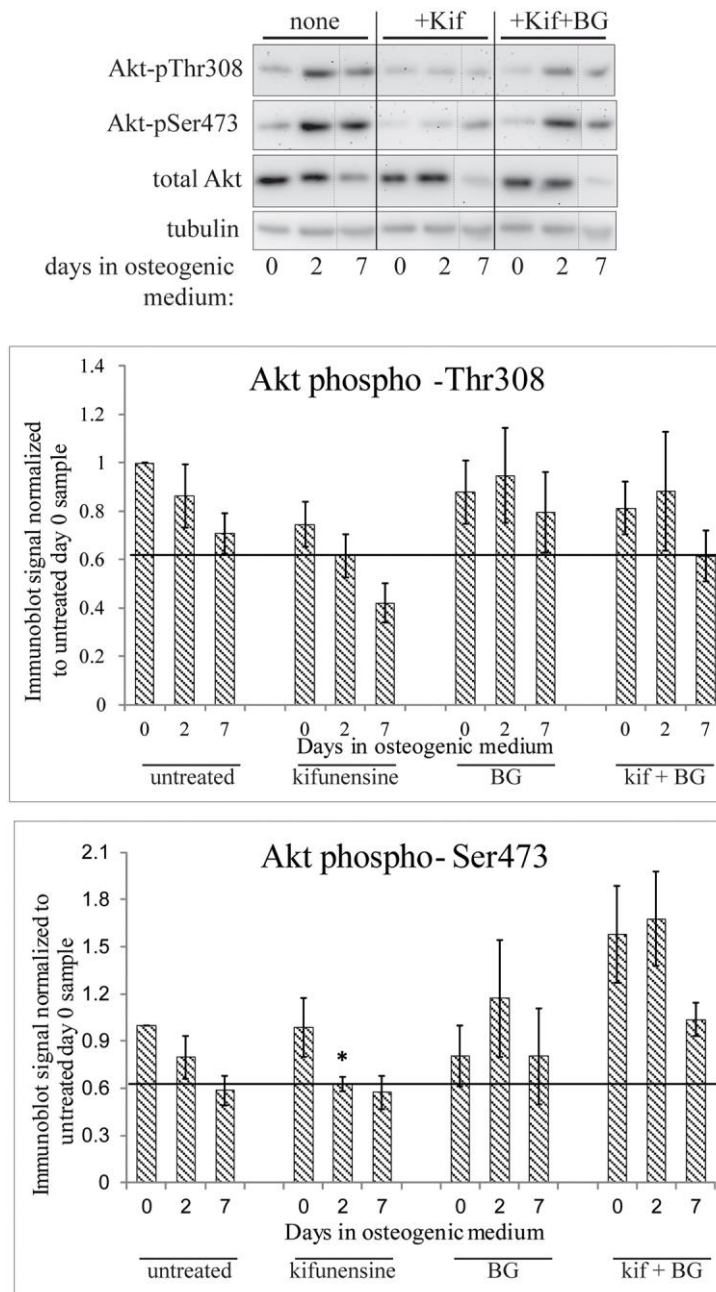 none +Kif +Kif+BG
Akt-pThr308
Akt-pSer473
total Akt
tubulin
days in osteogenic medium: 0 2 7 0 2 7 0 2 7
Akt phospho -Thr308
Immunoblot signal normalized
to untreated day 0 sample
1.4
1.2
1
0.8
0.6
0.4
0.2
0
0 2 7 0 2 7 0 2 7 0 2 7
Days in osteogenic medium
untreated kifunensine BG kif + BG
Akt phospho- Ser473
Immunoblot signal normalized to
untreated day 0 sample
2.1
1.8
1.5
1.2
0.9
0.6
0.3
0
*
0 2 7 0 2 7 0 2 7 0 2 7
Days in osteogenic medium
untreated kifunensine BG kif + BG